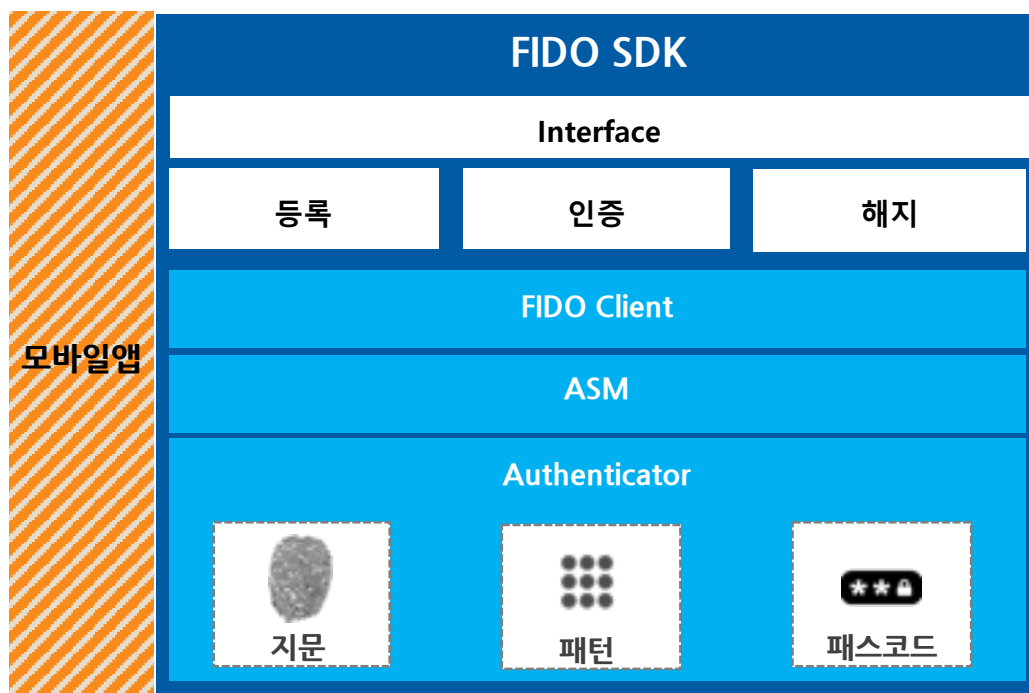 FIDO SDK
Interface
등록
인증
해지
모바일앱
FIDO Client
ASM
Authenticator
**
지문
패턴
패스코드